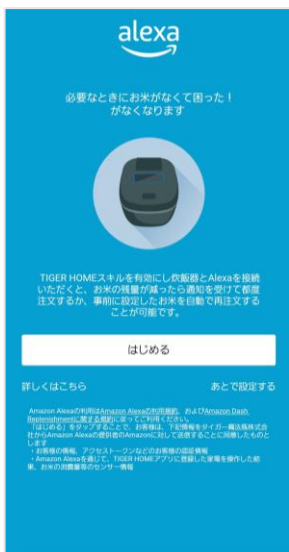 alexa
必要なときにお米がなくて困った！
がなくなります
TIGER HOMEスキルを有効にし炊飯器とAlexaを接続
いただくと、お米の残量が減ったら通知を受けて都度
注文するか、事前に設定したお米を自動で再注文する
ことが可能です。
はじめる
詳しくはこちら
あとで設定する
Amazon Alexaの利用はAmazon Alexaの利用規約、およびAmazon Dash
Replenishmentに関する規約に従ってご利用ください。
「はじめる」をタップすることで、お客様は、下記情報をタイガー魔法瓶株式会
社からAmazon Alexaの提供者のAmazonに対して送信することに同意したものと
します
・お客様の情報、アクセストークンなどのお客様の認証情報
・Amazon Alexaを通じて、TIGER HOMEアプリに登録した家電を操作した結
果、お米の消費量等のセンサー情報